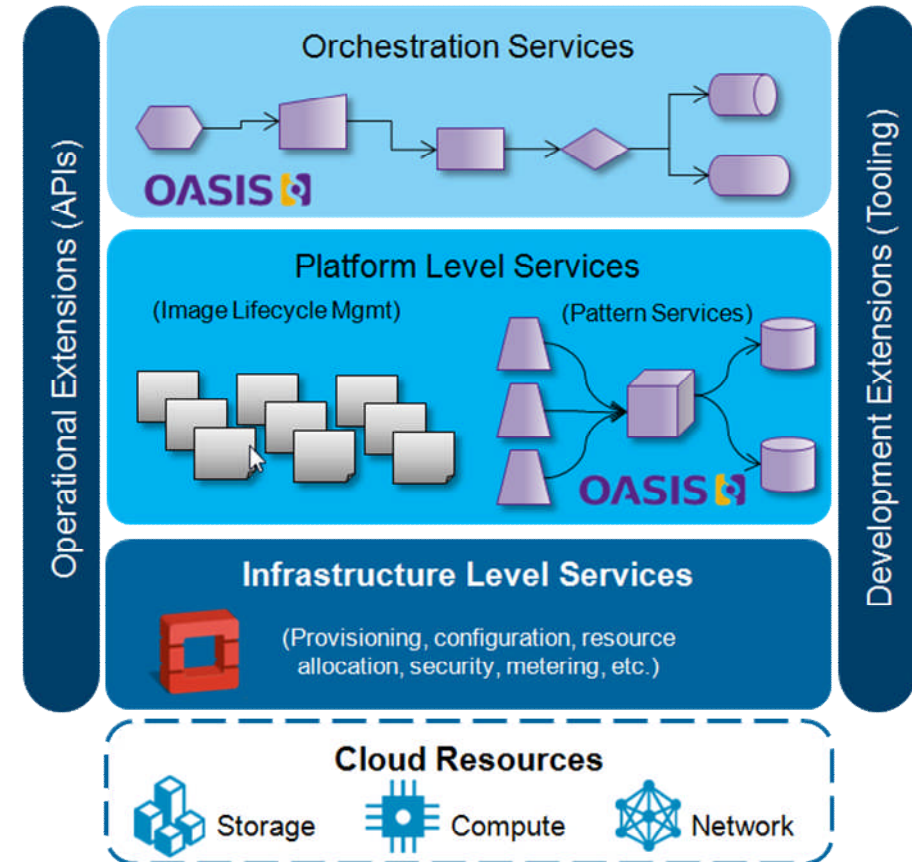 Orchestration Services
OASIS
Operational Extensions (APIs)
Platform Level Services
(Image Lifecycle Mgmt)
(Pattern Services)
OASIS
Development Extensions (Tooling)
Infrastructure Level Services
(Provisioning, configuration, resource
allocation, security, metering, etc.)
Cloud Resources
Storage
Compute
Network